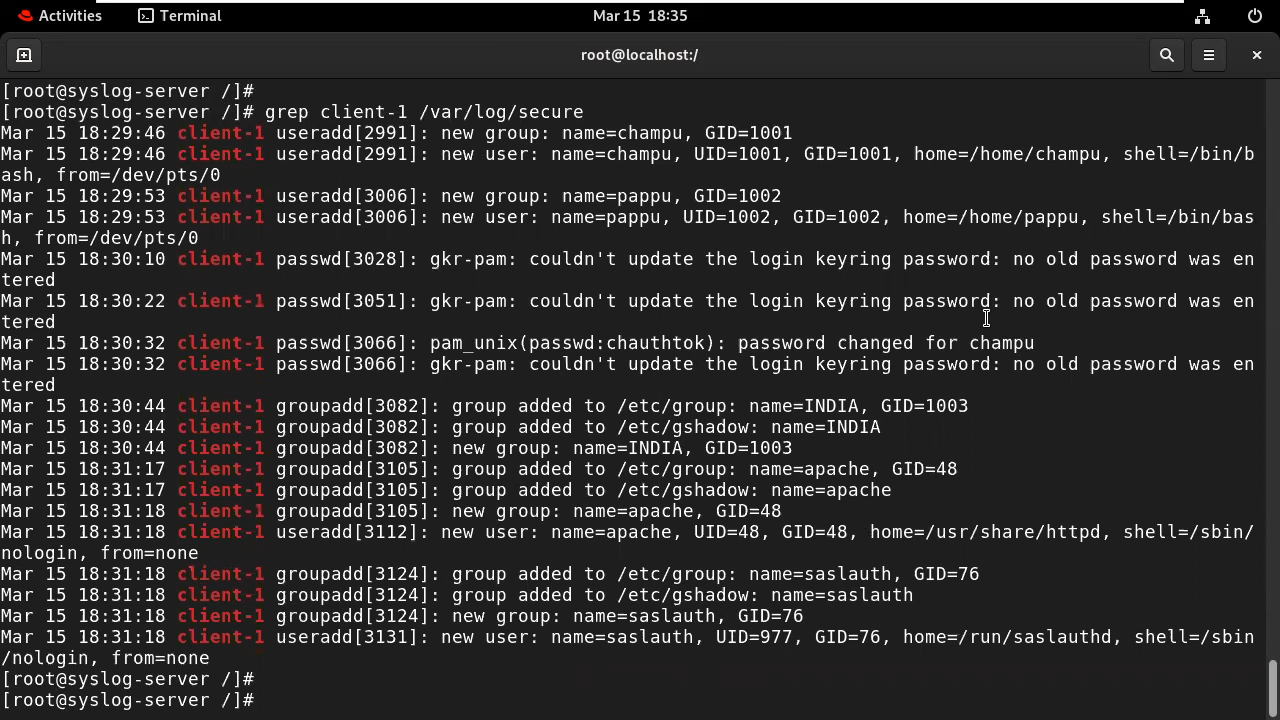 Activities Terminal Mar 15 18:35
root@localhost:/
[root@syslog-server /]#
[root@syslog-server /]# grep client-1 /var/log/secure
Mar 15 18:29:46 client-1 useradd[2991]: new group: name=champu, GID=1001
Mar 15 18:29:46 client-1 useradd[2991]: new user: name=champu, UID=1001, GID=1001, home=/home/champu, shell=/bin/b
ash, from=/dev/pts/0
Mar 15 18:29:53 client-1 useradd[3006]: new group: name=pappu, GID=1002
Mar 15 18:29:53 client-1 useradd[3006]: new user: name=pappu, UID=1002, GID=1002, home=/home/pappu, shell=/bin/bas
h, from=/dev/pts/0
Mar 15 18:30:10 client-1 passwd[3028]: gkr-pam: couldn't update the login keyring password: no old password was en
tered
Mar 15 18:30:22 client-1 passwd[3051]: gkr-pam: couldn't update the login keyring password: no old password was en
tered
Mar 15 18:30:32 client-1 passwd[3066]: pam_unix(passwd:chauthtok): password changed for champu
Mar 15 18:30:32 client-1 passwd[3066]: gkr-pam: couldn't update the login keyring password: no old password was en
tered
Mar 15 18:30:44 client-1 groupadd[3082]: group added to /etc/group: name=INDIA, GID=1003
Mar 15 18:30:44 client-1 groupadd[3082]: group added to /etc/gshadow: name=INDIA
Mar 15 18:30:44 client-1 groupadd[3082]: new group: name=INDIA, GID=1003
Mar 15 18:31:17 client-1 groupadd[3105]: group added to /etc/group: name=apache, GID=48
Mar 15 18:31:17 client-1 groupadd[3105]: group added to /etc/gshadow: name=apache
Mar 15 18:31:18 client-1 groupadd[3105]: new group: name=apache, GID=48
Mar 15 18:31:18 client-1 useradd[3112]: new user: name=apache, UID=48, GID=48, home=/usr/share/httpd, shell=/sbin/
nologin, from=none
Mar 15 18:31:18 client-1 groupadd[3124]: group added to /etc/group: name=saslauth, GID=76
Mar 15 18:31:18 client-1 groupadd[3124]: group added to /etc/gshadow: name=saslauth
Mar 15 18:31:18 client-1 groupadd[3124]: new group: name=saslauth, GID=76
Mar 15 18:31:18 client-1 useradd[3131]: new user: name=saslauth, UID=977, GID=76, home=/run/saslauthd, shell=/sbin
/nologin, from=none
[root@syslog-server /]#
[root@syslog-server /]#